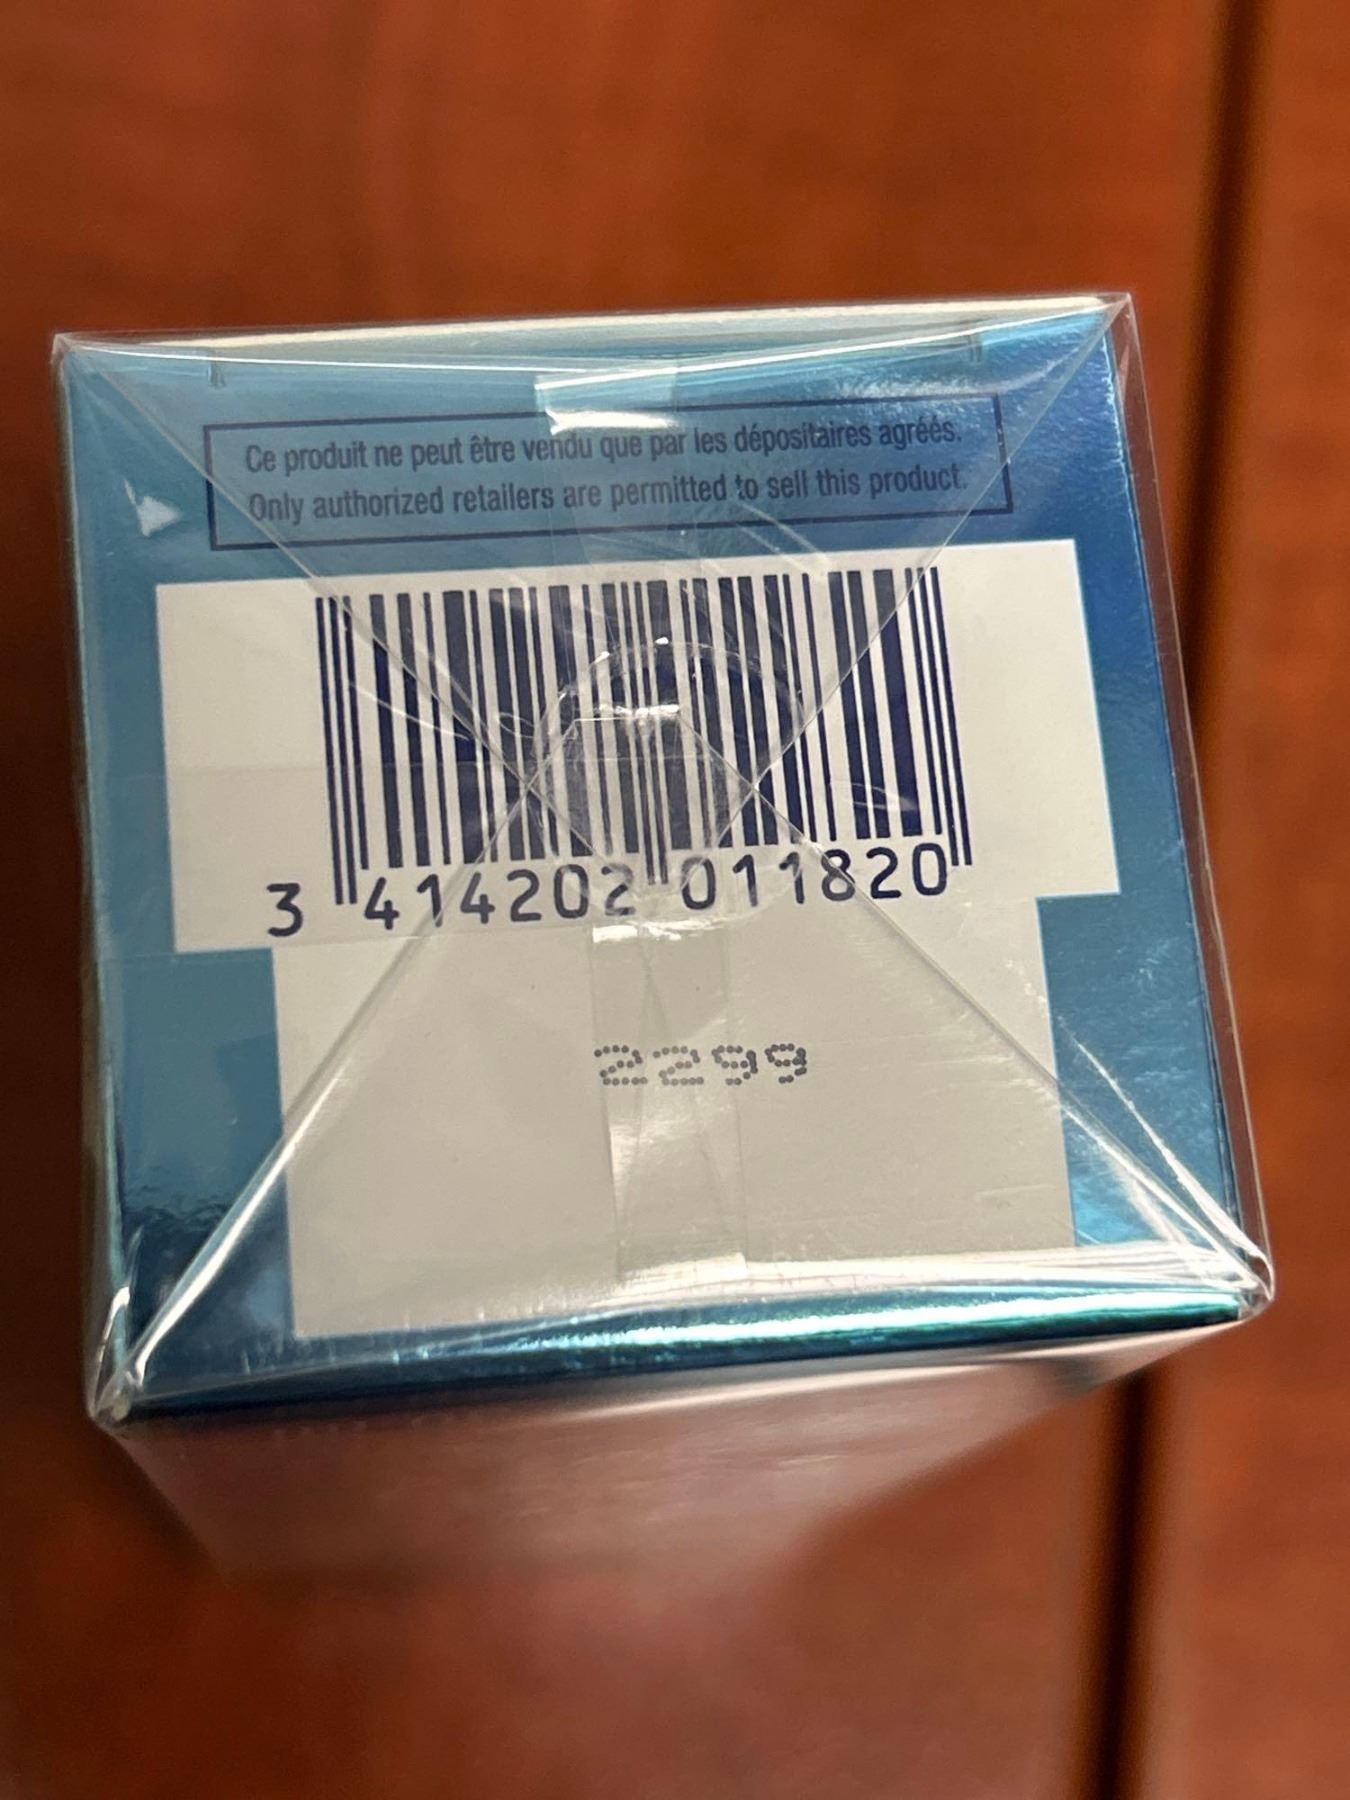 Ce produit ne peut être vendu que par les dépositaires agréés.
Only authorized retailers are permitted to sell this product.
3 414202 011820
2299